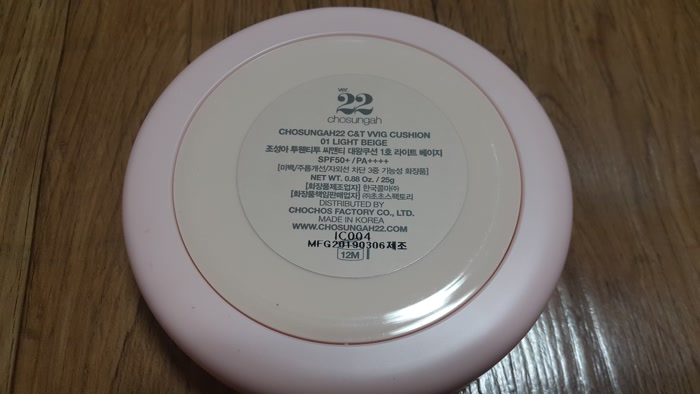 ver.
22
chosungah
CHOSUNGAH22 C&T VVIG CUSHION
01 LIGHT BEIGE
조성아 투웬티투 씨앤티 대왕쿠션 1호 라이트 베이지
SPF50+ / PA++++
[미백/주름개선/자외선 차단 3중 기능성 화장품]
NET WT. 0.88 Oz. / 25g
[화장품제조업자] 한국콜마㈜
[화장품책임판매업자] ㈜초초스팩토리
DISTRIBUTED BY
CHOCHOS FACTORY CO., LTD.
MADE IN KOREA
WWW.CHOSUNGAH22.COM
IC004
MFG20190306제조
12M